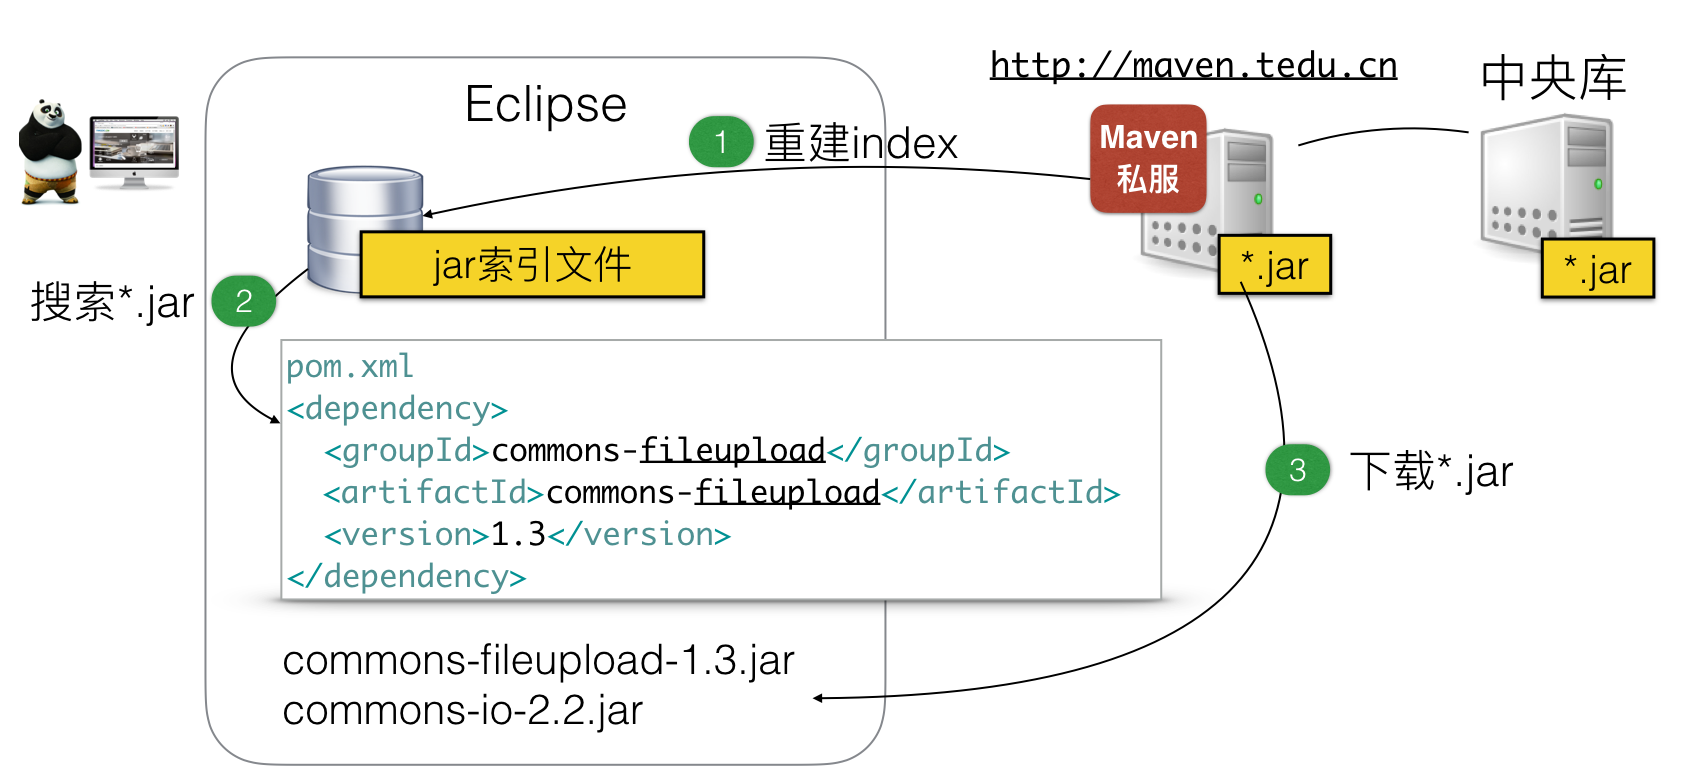 http://maven.tedu.cn
中央库
Eclipse
1
重建index
Maven
私服
jar索引文件
*.jar
*.jar
搜索*.jar
2
pom.xml
<dependency>
<groupId>commons-fileupload</groupId>
<artifactId>commons-fileupload</artifactId>
<version>1.3</version>
</dependency>
3
下载*.jar
commons-fileupload-1.3.jar
commons-io-2.2.jar